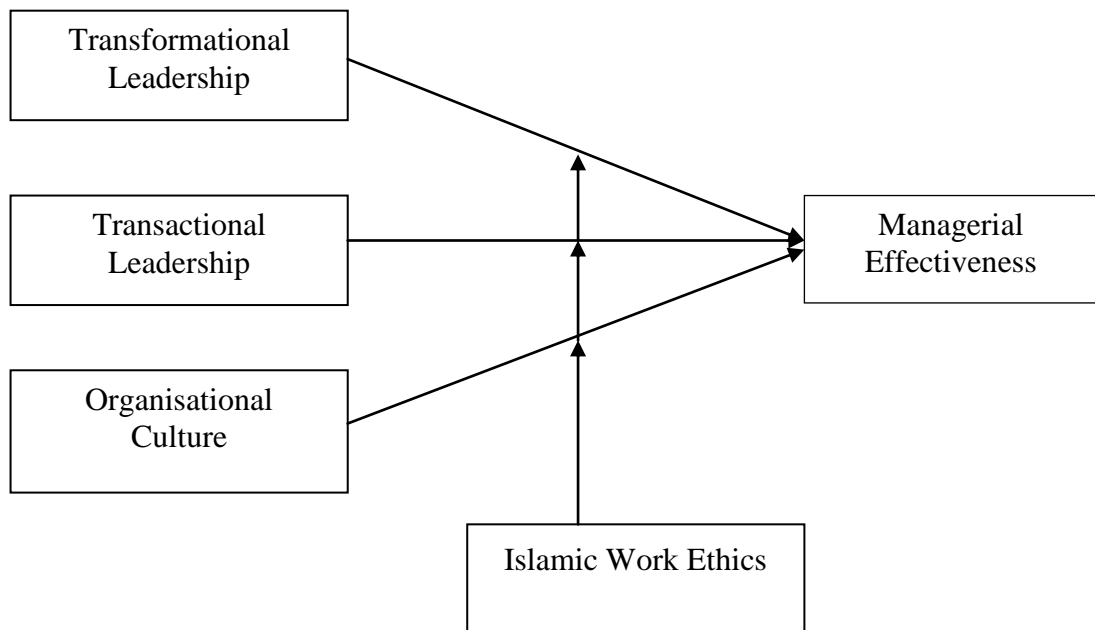 Transformational
Leadership
Transactional
Leadership
Managerial
Effectiveness
Organisational
Culture
Islamic Work Ethics